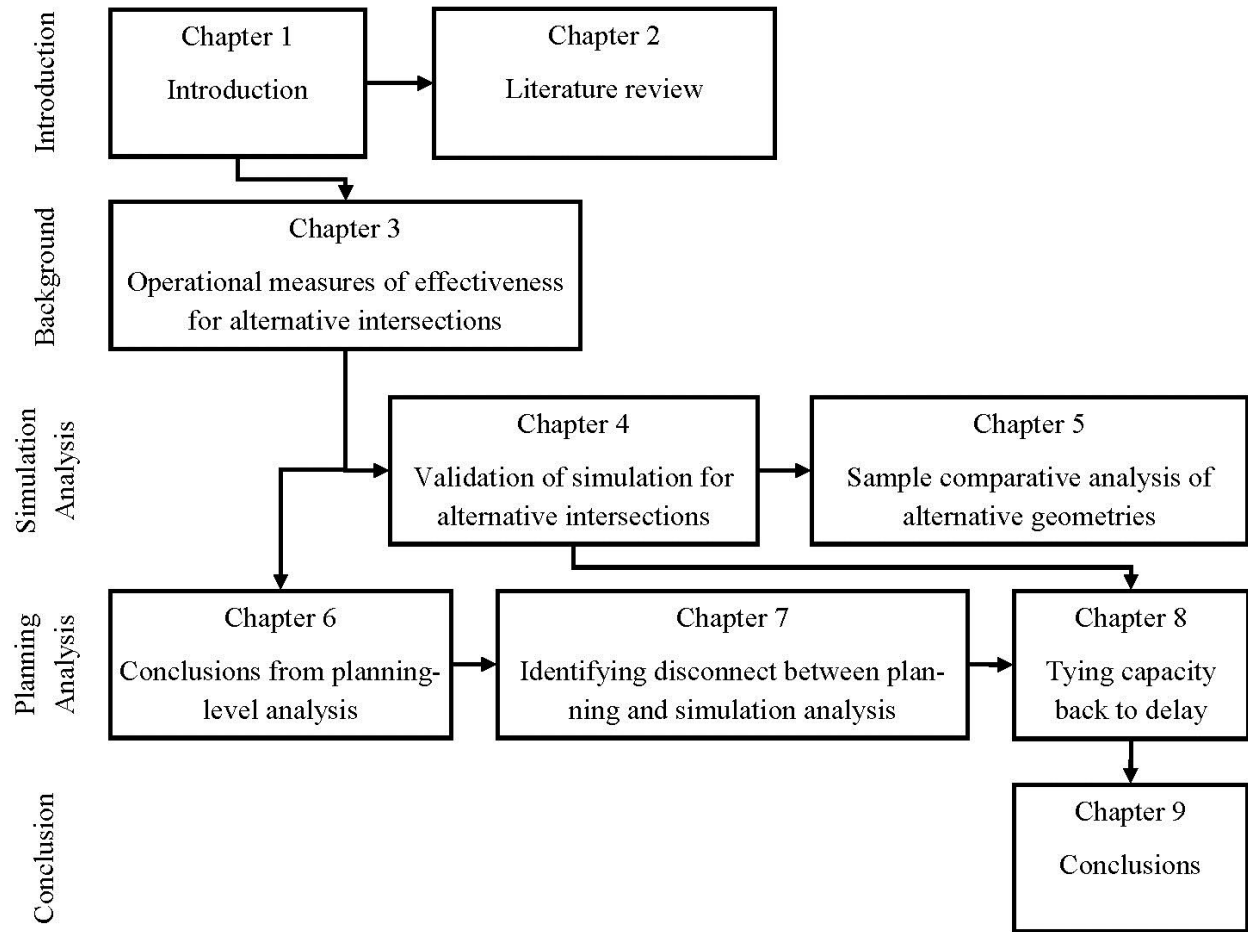 Introduction
Chapter 1
Introduction
Chapter 2
Literature review
Background
Chapter 3
Operational measures of effectiveness
for alternative intersections
Simulation
Analysis
Chapter 4
Validation of simulation for
alternative intersections
Chapter 5
Sample comparative analysis of
alternative geometries
Planning
Analysis
Chapter 6
Conclusions from planning-
level analysis
Chapter 7
Identifying disconnect between plan-
ning and simulation analysis
Chapter 8
Tying capacity
back to delay
Conclusion
Chapter 9
Conclusions